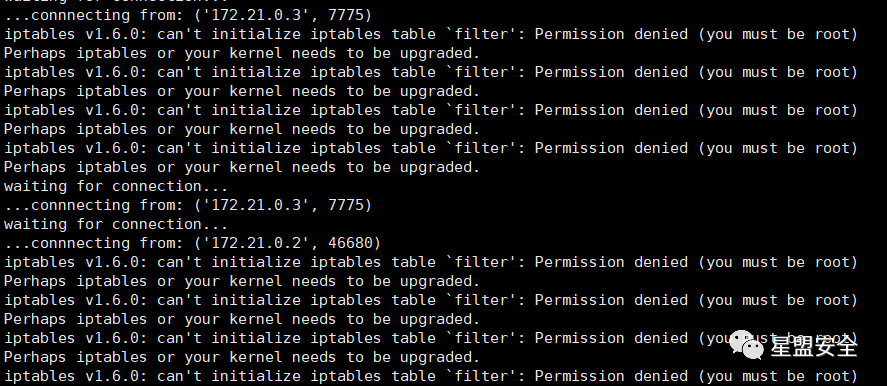 waiting for connection...
...connnecting from: ('172.21.0.3', 7775)
iptables v1.6.0: can't initialize iptables table `filter': Permission denied (you must be root)
Perhaps iptables or your kernel needs to be upgraded.
iptables v1.6.0: can't initialize iptables table `filter': Permission denied (you must be root)
Perhaps iptables or your kernel needs to be upgraded.
iptables v1.6.0: can't initialize iptables table `filter': Permission denied (you must be root)
Perhaps iptables or your kernel needs to be upgraded.
iptables v1.6.0: can't initialize iptables table `filter': Permission denied (you must be root)
Perhaps iptables or your kernel needs to be upgraded.
waiting for connection...
...connnecting from: ('172.21.0.3', 7775)
waiting for connection...
...connnecting from: ('172.21.0.2', 46680)
iptables v1.6.0: can't initialize iptables table `filter': Permission denied (you must be root)
Perhaps iptables or your kernel needs to be upgraded.
iptables v1.6.0: can't initialize iptables table `filter': Permission denied (you must be root)
Perhaps iptables or your kernel needs to be upgraded.
iptables v1.6.0: can't initialize iptables table `filter': Permission denied (you must be root)
Perhaps iptables or your kernel needs to be upgraded.
星盟安全
iptables v1.6.0: can't initialize iptables table `filter': Permission denied (you must be root)